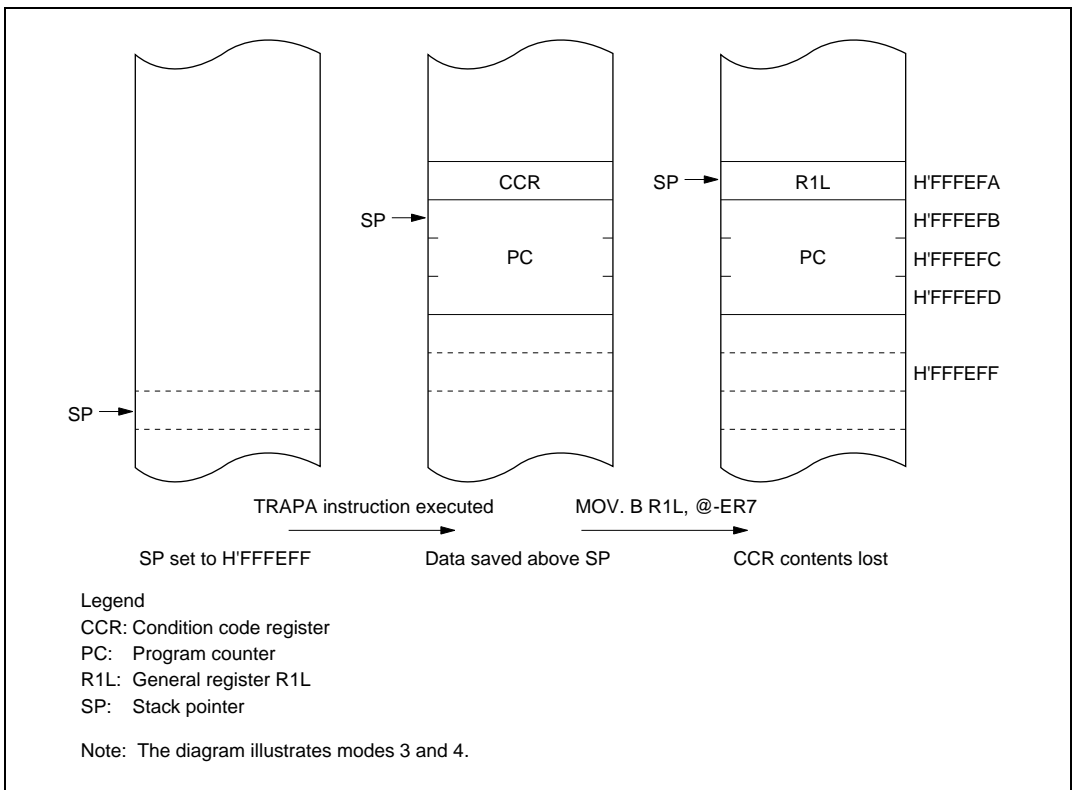 CCR
SP
R1L
H'FFFEFA
SP
H'FFFEFB
PC
PC
H'FFFEFC
H'FFFEFD
H'FFFEFF
SP
TRAPA instruction executed
MOV. B R1L, @-ER7
SP set to H'FFFEFF
Data saved above SP
CCR contents lost
Legend
CCR: Condition code register
PC: Program counter
R1L: General register R1L
SP: Stack pointer
Note: The diagram illustrates modes 3 and 4.